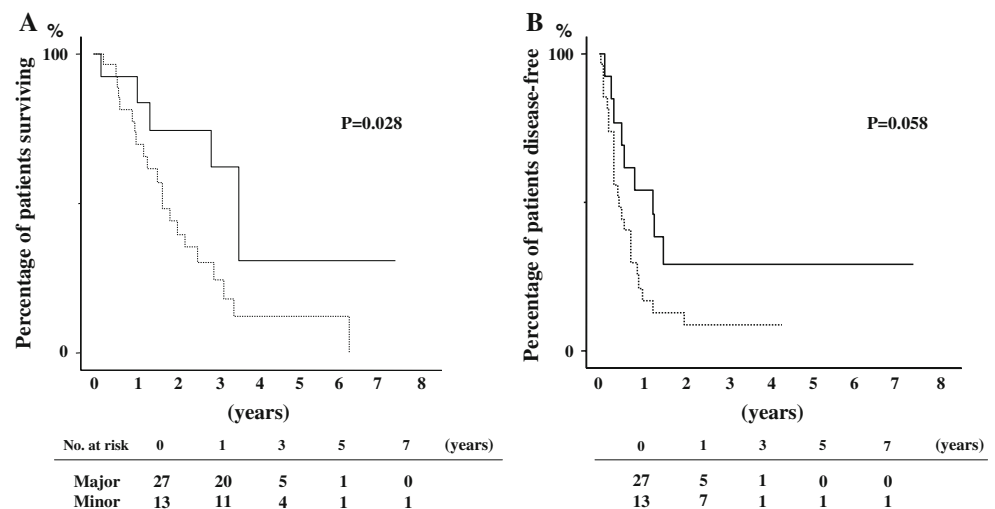 A
%
100
Percentage of patients surviving
P=0.028
0
0 1 2 3 4 5 6 7 8
(years)
No. at risk 0 1 3 5 7 (years)
Major 27 20 5 1 0
Minor 13 11 4 1 1
B
%
100
Percentage of patients disease-free
P=0.058
0
0 1 2 3 4 5 6 7 8
(years)
0 1 3 5 7 (years)
27 5 1 0 0
13 7 1 1 1